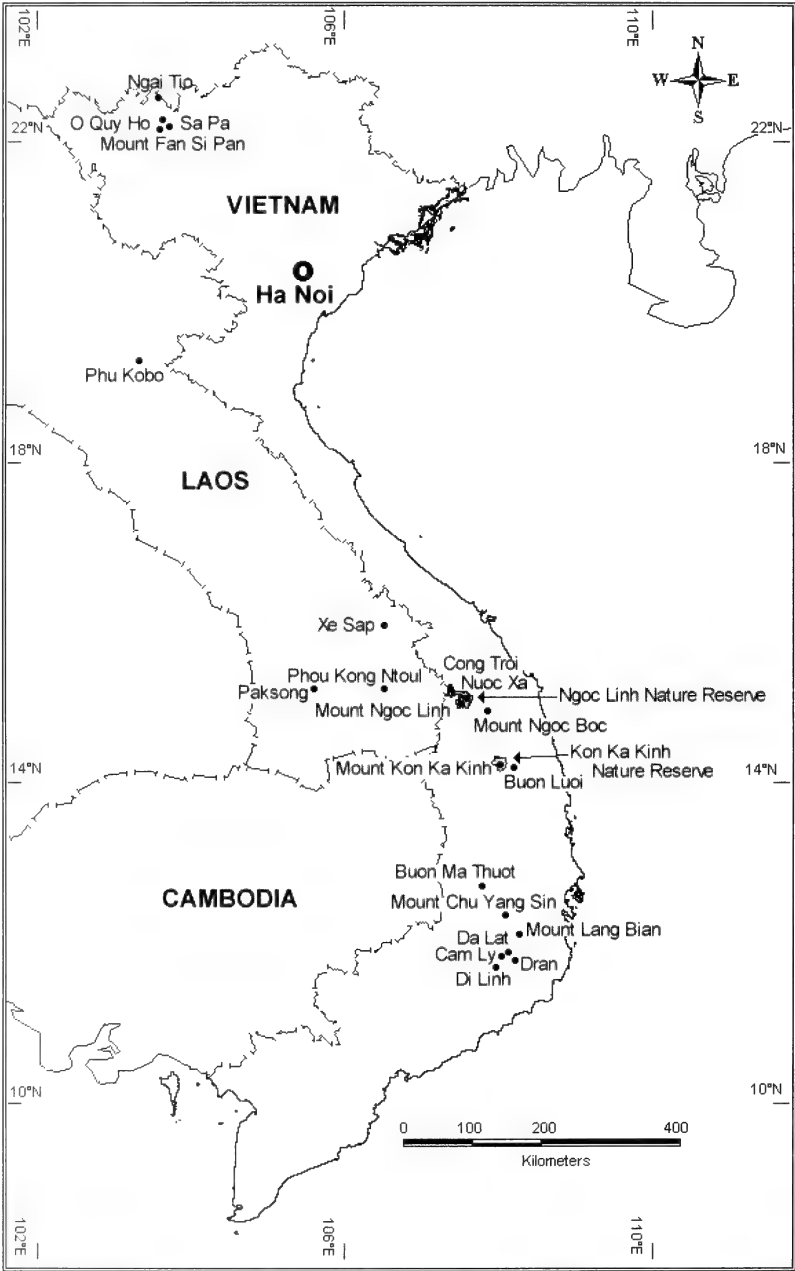 102°E
106°E
110°E
N
W E
S
Ngai Tio
22°N
O Quy Ho
Sa Pa
22°N
Mount Fan Si Pan
VIETNAM
Ha Noi
Phu Kobo
18°N
18°N
LAOS
Xe Sap
Cong Troi
Phou Kong Ntoul
Nuoc Xa
Paksong
Ngoc Linh Nature Reserve
Mount Ngoc Linh
Mount Ngoc Boc
Kon Ka Kinh
Nature Reserve
Mount Kon Ka Kinh
14°N
14°N
Buon Luoi
Buon Ma Thuot
CAMBODIA
Mount Chu Yang Sin
Mount Lang Bian
Da Lat
Cam Ly
Dran
Di Linh
10°N
10°N
0 100 200 400
Kilometers
102°E
106°E
110°E